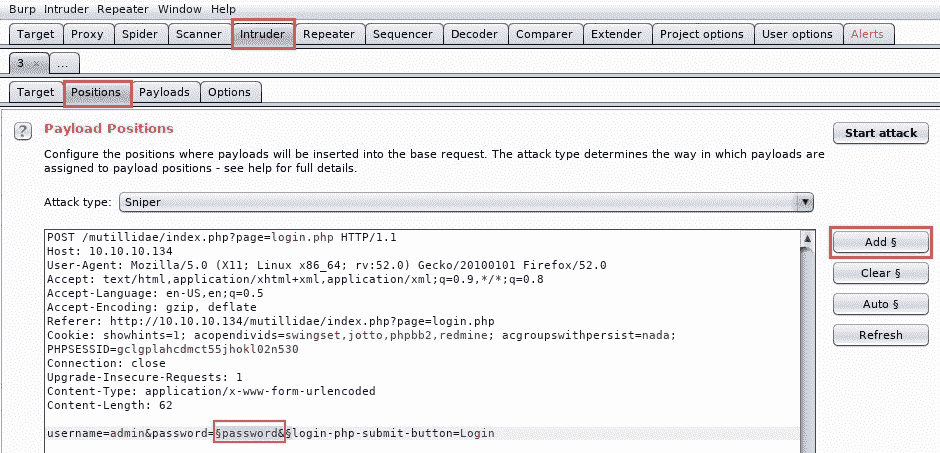 Burp Intruder Repeater Window Help
Target Proxy Spider Scanner Intruder Repeater Sequencer Decoder Comparer Extender Project options User options Alerts
3 × ...
Target Positions Payloads Options
? Payload Positions Start attack
Configure the positions where payloads will be inserted into the base request. The attack type determines the way in which payloads are
assigned to payload positions - see help for full details.
Attack type: Sniper
POST /mutillidae/index.php?page=login.php HTTP/1.1
Host: 10.10.10.134
User-Agent: Mozilla/5.0 (X11; Linux x86_64; rv:52.0) Gecko/20100101 Firefox/52.0
Accept: text/html,application/xhtml+xml,application/xml;q=0.9,*/*;q=0.8
Accept-Language: en-US,en;q=0.5
Accept-Encoding: gzip, deflate
Referer: http://10.10.10.134/mutillidae/index.php?page=login.php
Cookie: showhints=1; acopendivids=swingset,jotto,phpbb2,redmine; acgroupswithpersist=nada;
PHPSESSID=gclgplahcdmct55jhokl02n530
Connection: close
Upgrade-Insecure-Requests: 1
Content-Type: application/x-www-form-urlencoded
Content-Length: 62
username=admin&password=§password&§login-php-submit-button=Login
Add §
Clear §
Auto §
Refresh